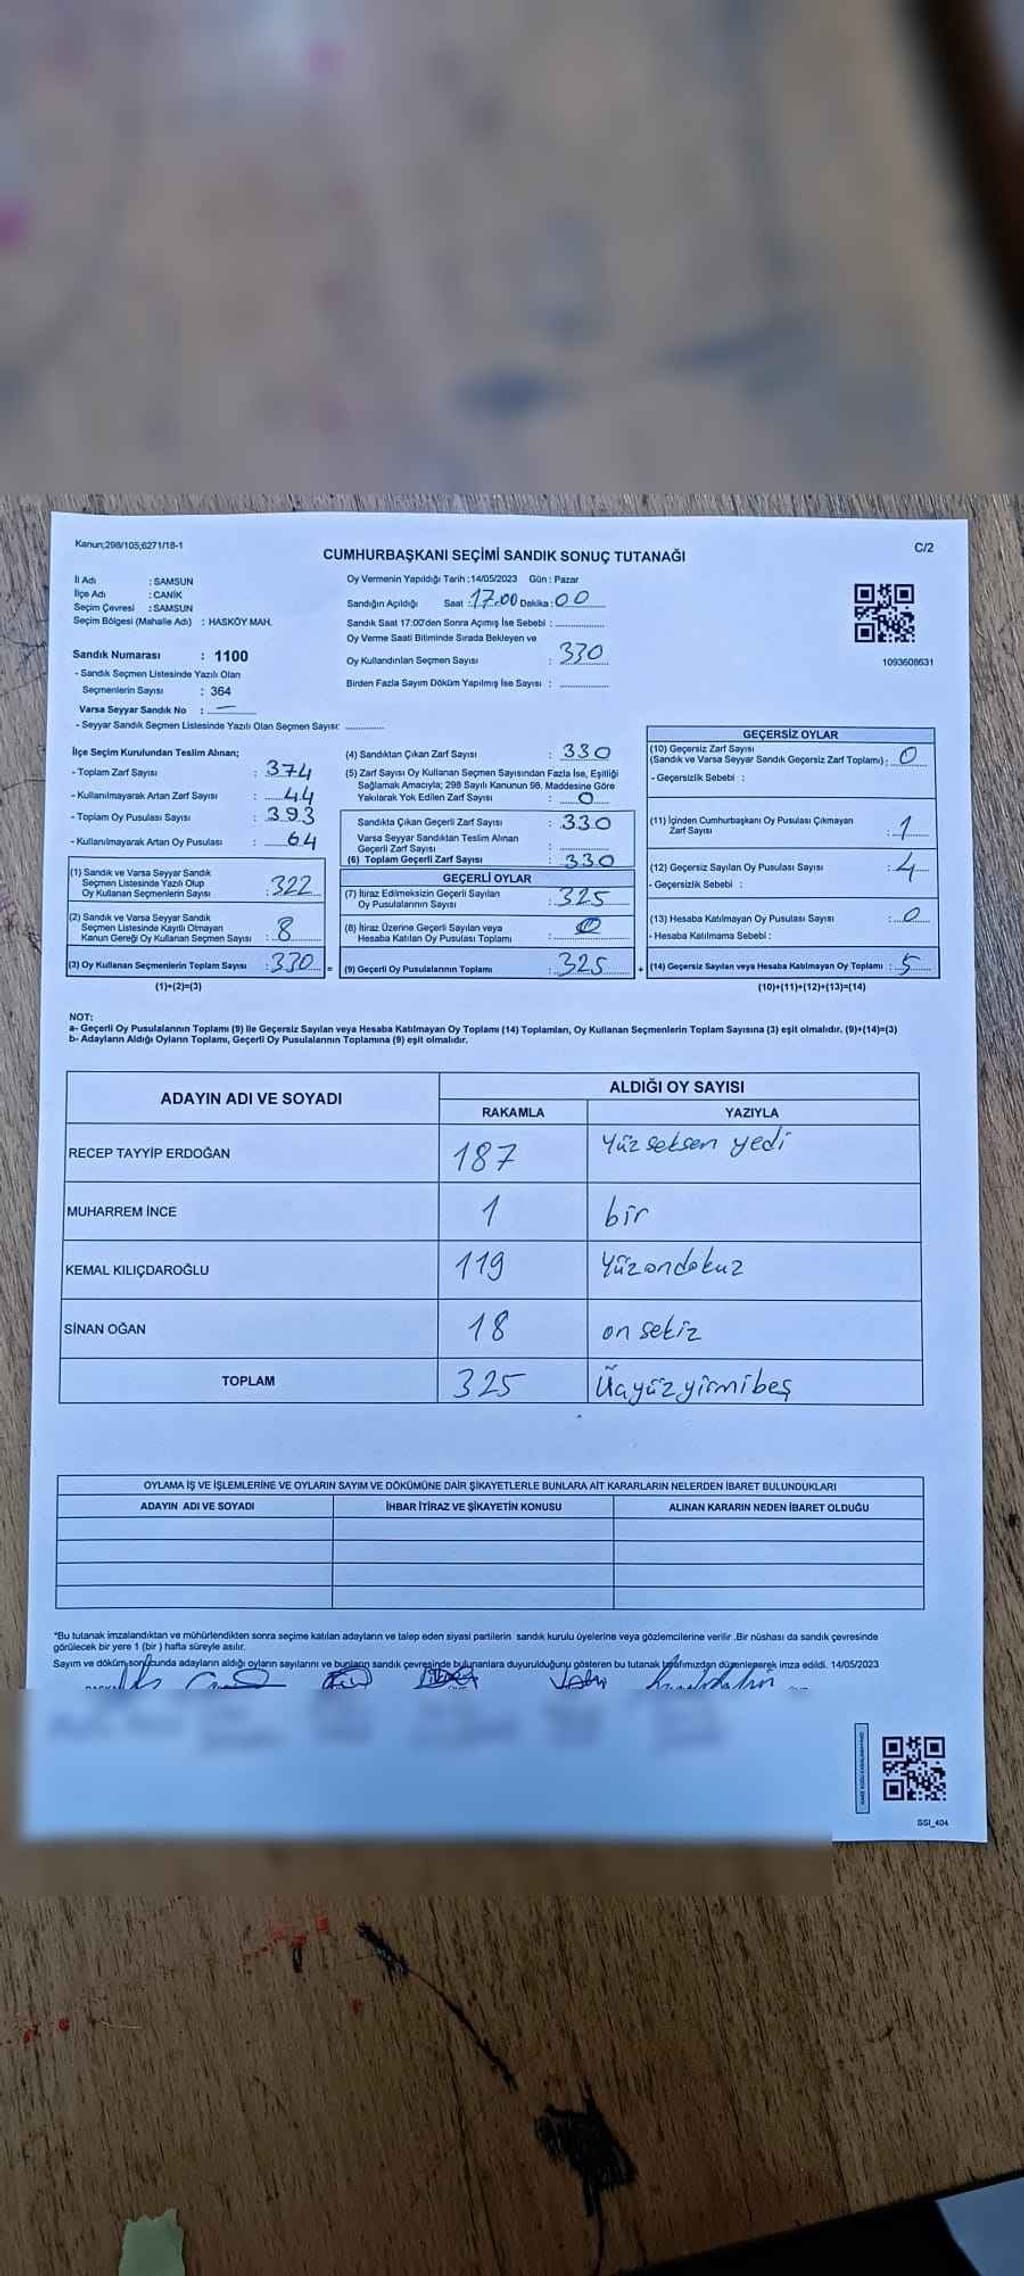 Kanun;298/105;6271/18-1
C/2
CUMHURBAŞKANI SEÇİMİ SANDIK SONUÇ TUTANAĞI
İl Adı : SAMSUN
İlçe Adı : CANİK
Seçim Çevresi : SAMSUN
Seçim Bölgesi (Mahalle Adı) : HASKÖY MAH.
Oy Vermenin Yapıldığı Tarih :14/05/2023 Gün : Pazar
Sandığın Açıldığı Saat :17.00 Dakika :00
Sandık Saat 17:00'den Sonra Açımış İse Sebebi :
Oy Verme Saati Bitiminde Sırada Bekleyen ve
Oy Kullandırılan Seçmen Sayısı : 330
Birden Fazla Sayım Döküm Yapılmış İse Sayısı :
1093608631
Sandık Numarası : 1100
- Sandık Seçmen Listesinde Yazılı Olan
Seçmenlerin Sayısı : 364
Varsa Seyyar Sandık No : —
- Seyyar Sandık Seçmen Listesinde Yazılı Olan Seçmen Sayısı:
İlçe Seçim Kurulundan Teslim Alınan;
- Toplam Zarf Sayısı : 374
- Kullanılmayarak Artan Zarf Sayısı : 44
- Toplam Oy Pusulası Sayısı : 393
- Kullanılmayarak Artan Oy Pusulası : 64
(1) Sandık ve Varsa Seyyar Sandık
Seçmen Listesinde Yazılı Olup
Oy Kullanan Seçmenlerin Sayısı : 322
(2) Sandık ve Varsa Seyyar Sandık
Seçmen Listesinde Kayıtlı Olmayan
Kanun Gereği Oy Kullanan Seçmen Sayısı : 8
(3) Oy Kullanan Seçmenlerin Toplam Sayısı : 330 =
(1)+(2)=(3)
(4) Sandıktan Çıkan Zarf Sayısı : 330
(5) Zarf Sayısı Oy Kullanan Seçmen Sayısından Fazla İse, Eşitliği
Sağlamak Amacıyla; 298 Sayılı Kanunun 98. Maddesine Göre
Yakılarak Yok Edilen Zarf Sayısı : 0
Sandıkta Çıkan Geçerli Zarf Sayısı : 330
Varsa Seyyar Sandıktan Teslim Alınan
Geçerli Zarf Sayısı :
(6) Toplam Geçerli Zarf Sayısı : 330
GEÇERLİ OYLAR
(7) İtiraz Edilmeksizin Geçerli Sayılan
Oy Pusulalarının Sayısı : 325
(8) İtiraz Üzerine Geçerli Sayılan veya
Hesaba Katılan Oy Pusulası Toplamı : 0
(9) Geçerli Oy Pusulalarının Toplamı : 325 +
GEÇERSİZ OYLAR
(10) Geçersiz Zarf Sayısı
(Sandık ve Varsa Seyyar Sandık Geçersiz Zarf Toplamı) : 0
- Geçersizlik Sebebi :
(11) İçinden Cumhurbaşkanı Oy Pusulası Çıkmayan
Zarf Sayısı : 1
(12) Geçersiz Sayılan Oy Pusulası Sayısı : 4
- Geçersizlik Sebebi :
(13) Hesaba Katılmayan Oy Pusulası Sayısı : 0
- Hesaba Katılmama Sebebi :
(14) Geçersiz Sayılan veya Hesaba Katılmayan Oy Toplamı : 5
(10)+(11)+(12)+(13)=(14)
NOT:
a- Geçerli Oy Pusulalarının Toplamı (9) ile Geçersiz Sayılan veya Hesaba Katılmayan Oy Toplamı (14) Toplamları, Oy Kullanan Seçmenlerin Toplam Sayısına (3) eşit olmalıdır. (9)+(14)=(3)
b- Adayların Aldığı Oyların Toplamı, Geçerli Oy Pusulalarının Toplamına (9) eşit olmalıdır.
ADAYIN ADI VE SOYADI
ALDIĞI OY SAYISI
RAKAMLA YAZIYLA
RECEP TAYYİP ERDOĞAN 187 Yüz seksen yedi
MUHARREM İNCE 1 bir
KEMAL KILIÇDAROĞLU 119 Yüzondokuz
SİNAN OĞAN 18 on sekiz
TOPLAM 325 Üçyüzyirmibeş
OYLAMA İŞ VE İŞLEMLERİNE VE OYLARIN SAYIM VE DÖKÜMÜNE DAİR ŞİKAYETLERLE BUNLARA AİT KARARLARIN NELERDEN İBARET BULUNDUKLARI
ADAYIN ADI VE SOYADI İHBAR İTİRAZ VE ŞİKAYETİN KONUSU ALINAN KARARIN NEDEN İBARET OLDUĞU
*Bu tutanak imzalandıktan ve mühürlendikten sonra seçime katılan adayların ve talep eden siyasi partilerin sandık kurulu üyelerine veya gözlemcilerine verilir .Bir nüshası da sandık çevresinde
görülecek bir yere 1 (bir ) hafta süreyle asılır.
Sayım ve döküm sonucunda adayların aldığı oyların sayılarını ve bunların sandık çevresinde bulunanlara duyurulduğunu gösteren bu tutanak tarafımızdan düzenlenerek imza edildi. 14/05/2023
SSI_404